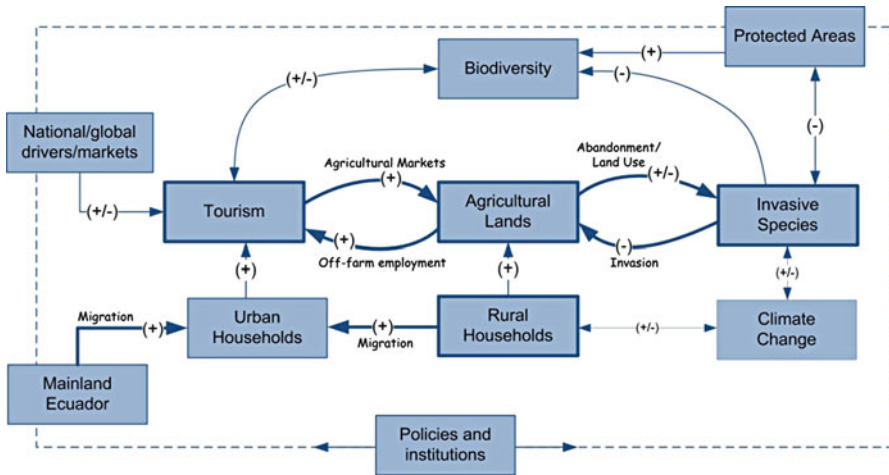 Protected Areas
(+)
Biodiversity
(+/-)
(-)
(-)
National/global
drivers/markets
Agricultural Markets
(+)
Abandonment/
Land Use
(+/-)
(+/-)
Tourism
Agricultural
Lands
Invasive
Species
(+)
Off-farm employment
(-)
Invasion
(+)
(+)
(+/-)
Migration
(+)
Urban
Households
(+)
Migration
Rural
Households
(+/-)
Climate
Change
Mainland
Ecuador
Policies and
institutions